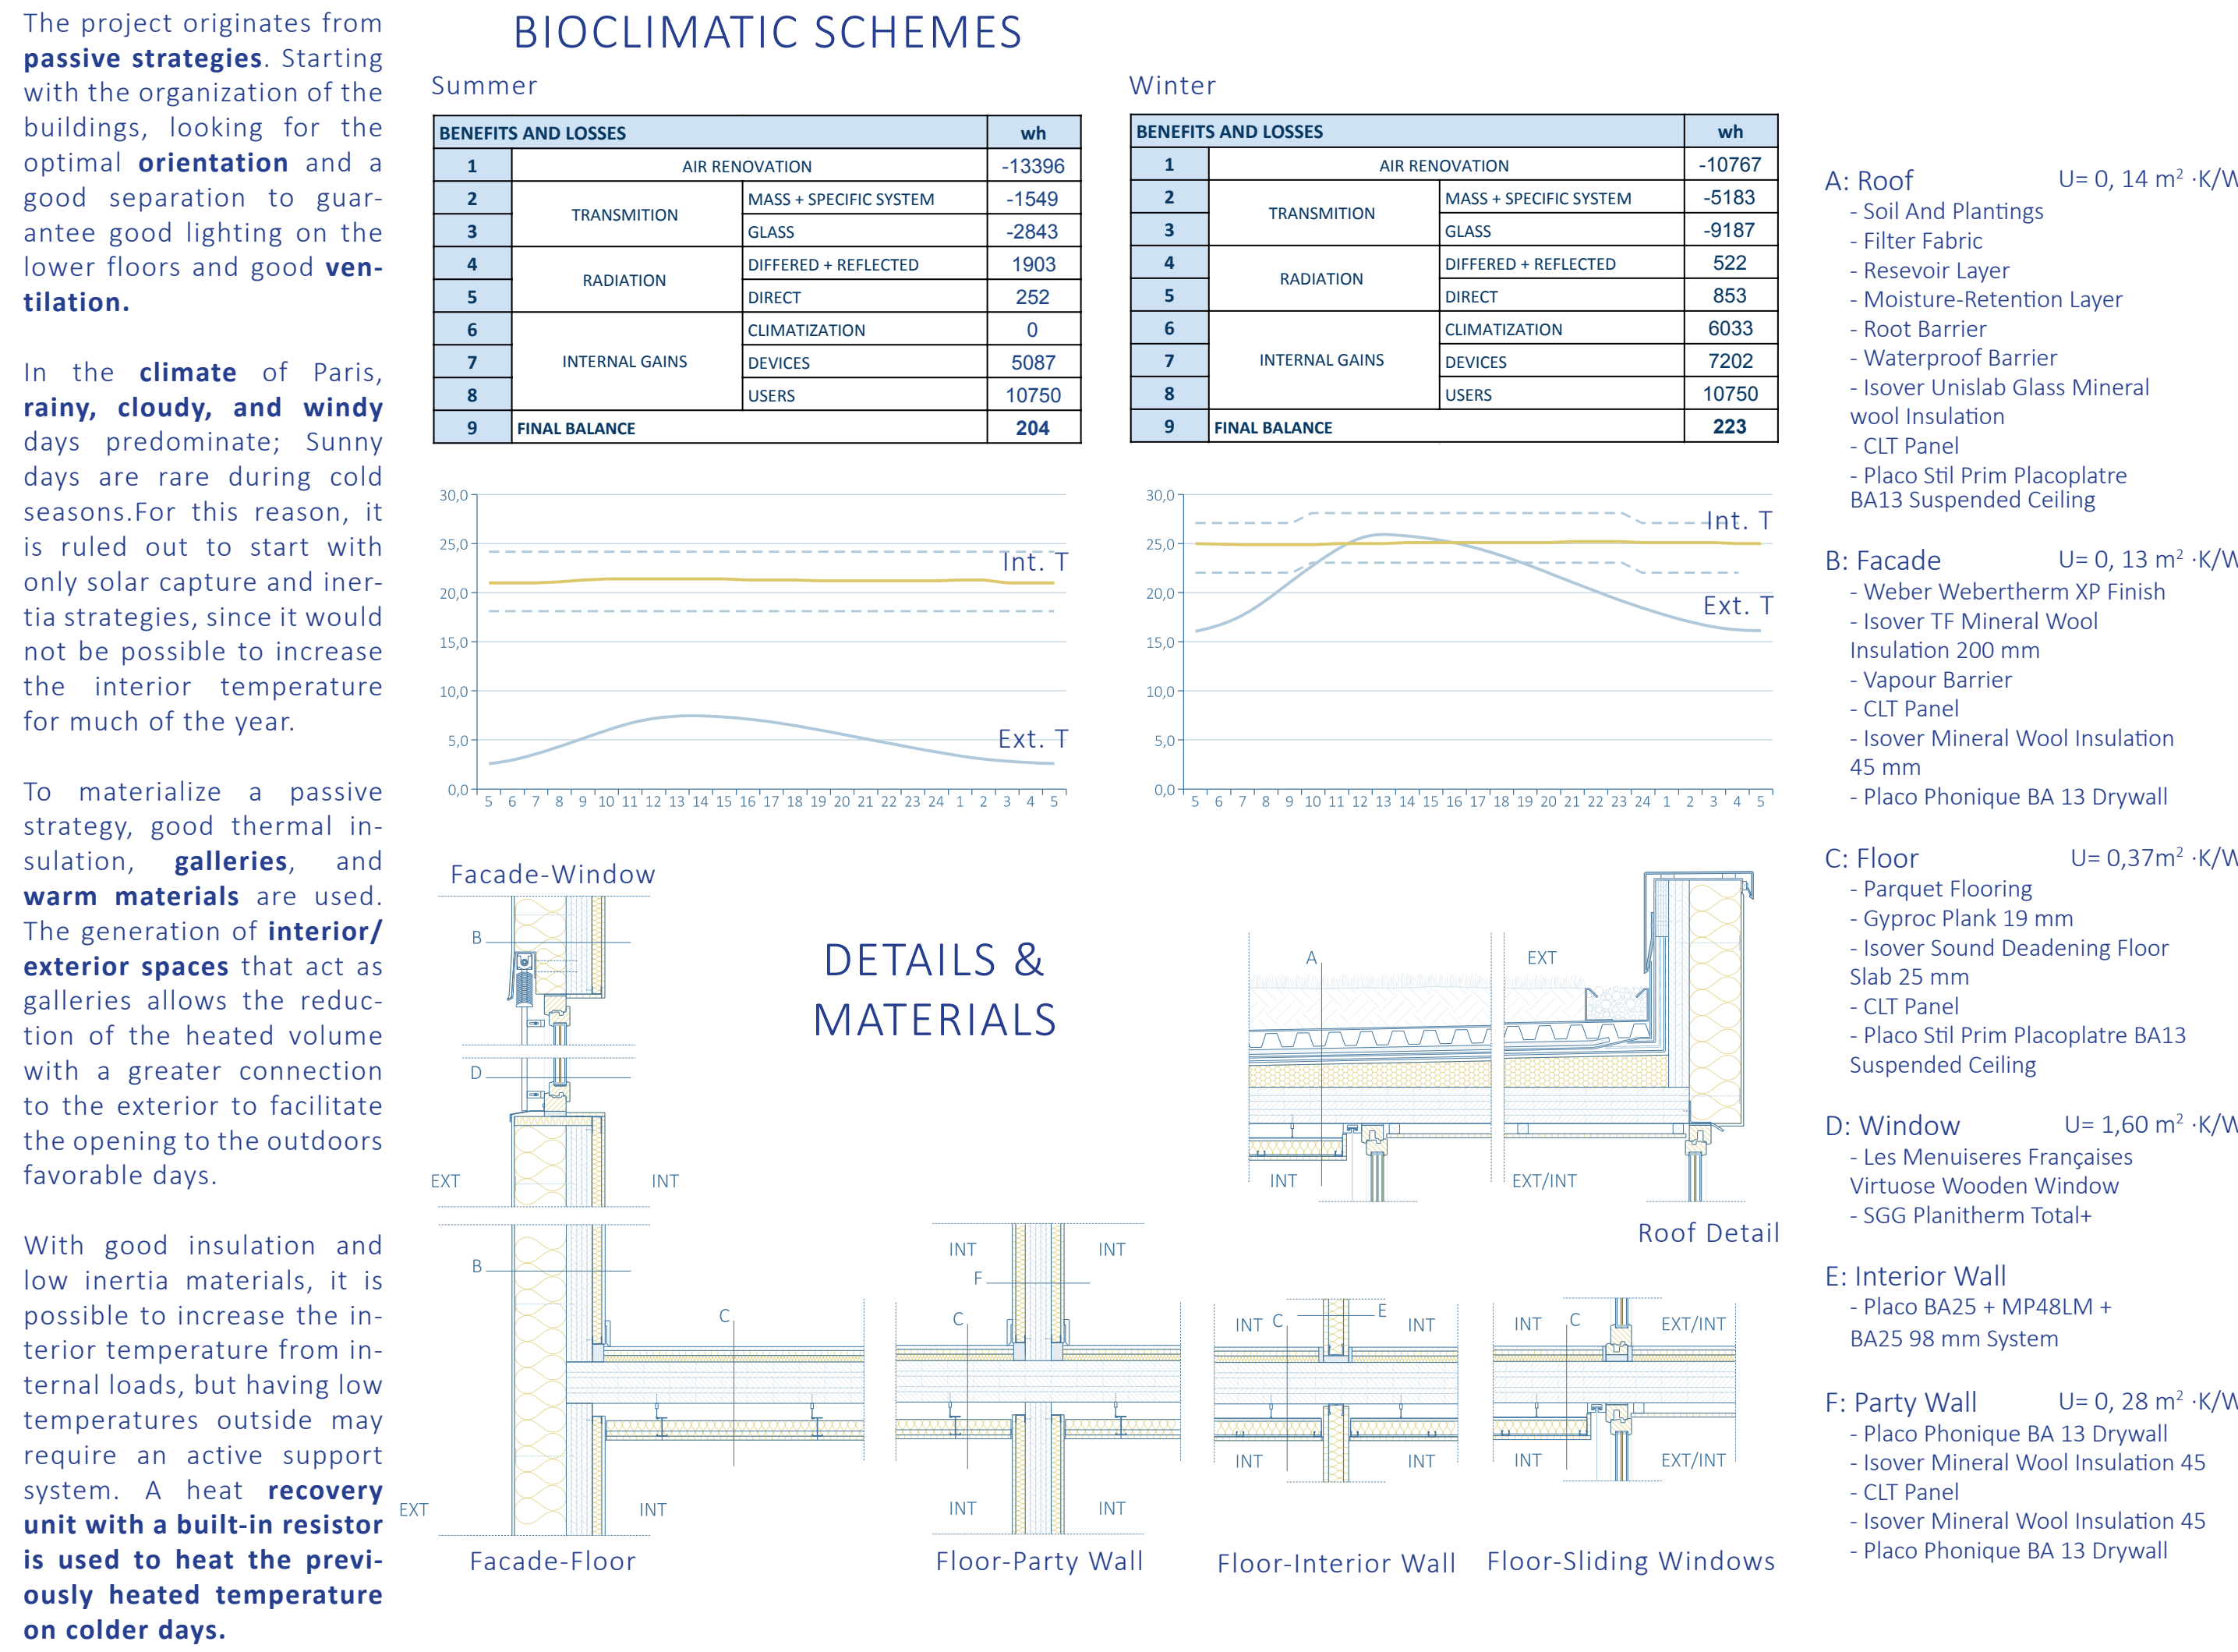 The project originates from
passive strategies. Starting
with the organization of the
buildings, looking for the
optimal orientation and a
good separation to guar-
antee good lighting on the
lower floors and good ven-
tilation.
In the climate of Paris,
rainy, cloudy, and windy
days predominate; Sunny
days are rare during cold
seasons.For this reason, it
is ruled out to start with
only solar capture and iner-
tia strategies, since it would
not be possible to increase
the interior temperature
for much of the year.
To materialize a passive
strategy, good thermal in-
sulation, galleries, and
warm materials are used.
The generation of interior/
exterior spaces that act as
galleries allows the reduc-
tion of the heated volume
with a greater connection
to the exterior to facilitate
the opening to the outdoors
favorable days.
With good insulation and
low inertia materials, it is
possible to increase the in-
terior temperature from in-
ternal loads, but having low
temperatures outside may
require an active support
system. A heat recovery
unit with a built-in resistor
is used to heat the previ-
ously heated temperature
on colder days.
BIOCLIMATIC SCHEMES
Summer
BENEFITS AND LOSSES wh
1 AIR RENOVATION -13396
2 TRANSMITION MASS + SPECIFIC SYSTEM -1549
3 GLASS -2843
4 RADIATION DIFFERED + REFLECTED 1903
5 DIRECT 252
6 CLIMATIZATION 0
7 INTERNAL GAINS DEVICES 5087
8 USERS 10750
9 FINAL BALANCE 204
30,0
25,0
20,0
15,0
10,0
5,0
0,0
Int. T
Ext. T
5 6 7 8 9 10 11 12 13 14 15 16 17 18 19 20 21 22 23 24 1 2 3 4 5
Winter
BENEFITS AND LOSSES wh
1 AIR RENOVATION -10767
2 TRANSMITION MASS + SPECIFIC SYSTEM -5183
3 GLASS -9187
4 RADIATION DIFFERED + REFLECTED 522
5 DIRECT 853
6 CLIMATIZATION 6033
7 INTERNAL GAINS DEVICES 7202
8 USERS 10750
9 FINAL BALANCE 223
30,0
25,0
20,0
15,0
10,0
5,0
0,0
Int. T
Ext. T
5 6 7 8 9 10 11 12 13 14 15 16 17 18 19 20 21 22 23 24 1 2 3 4 5
Facade-Window
B
D
EXT INT
B
C
EXT INT
Facade-Floor
DETAILS &
MATERIALS
A EXT
INT EXT/INT
Roof Detail
INT INT
F
C
INT INT
Floor-Party Wall
INT C E INT
INT INT
Floor-Interior Wall
INT C EXT/INT
INT EXT/INT
Floor-Sliding Windows
A: Roof U= 0, 14 m² ·K/W
- Soil And Plantings
- Filter Fabric
- Resevoir Layer
- Moisture-Retention Layer
- Root Barrier
- Waterproof Barrier
- Isover Unislab Glass Mineral
wool Insulation
- CLT Panel
- Placo Stil Prim Placoplatre
BA13 Suspended Ceiling
B: Facade U= 0, 13 m² ·K/W
- Weber Webertherm XP Finish
- Isover TF Mineral Wool
Insulation 200 mm
- Vapour Barrier
- CLT Panel
- Isover Mineral Wool Insulation
45 mm
- Placo Phonique BA 13 Drywall
C: Floor U= 0,37m² ·K/W
- Parquet Flooring
- Gyproc Plank 19 mm
- Isover Sound Deadening Floor
Slab 25 mm
- CLT Panel
- Placo Stil Prim Placoplatre BA13
Suspended Ceiling
D: Window U= 1,60 m² ·K/W
- Les Menuiseres Françaises
Virtuose Wooden Window
- SGG Planitherm Total+
E: Interior Wall
- Placo BA25 + MP48LM +
BA25 98 mm System
F: Party Wall U= 0, 28 m² ·K/W
- Placo Phonique BA 13 Drywall
- Isover Mineral Wool Insulation 45
- CLT Panel
- Isover Mineral Wool Insulation 45
- Placo Phonique BA 13 Drywall